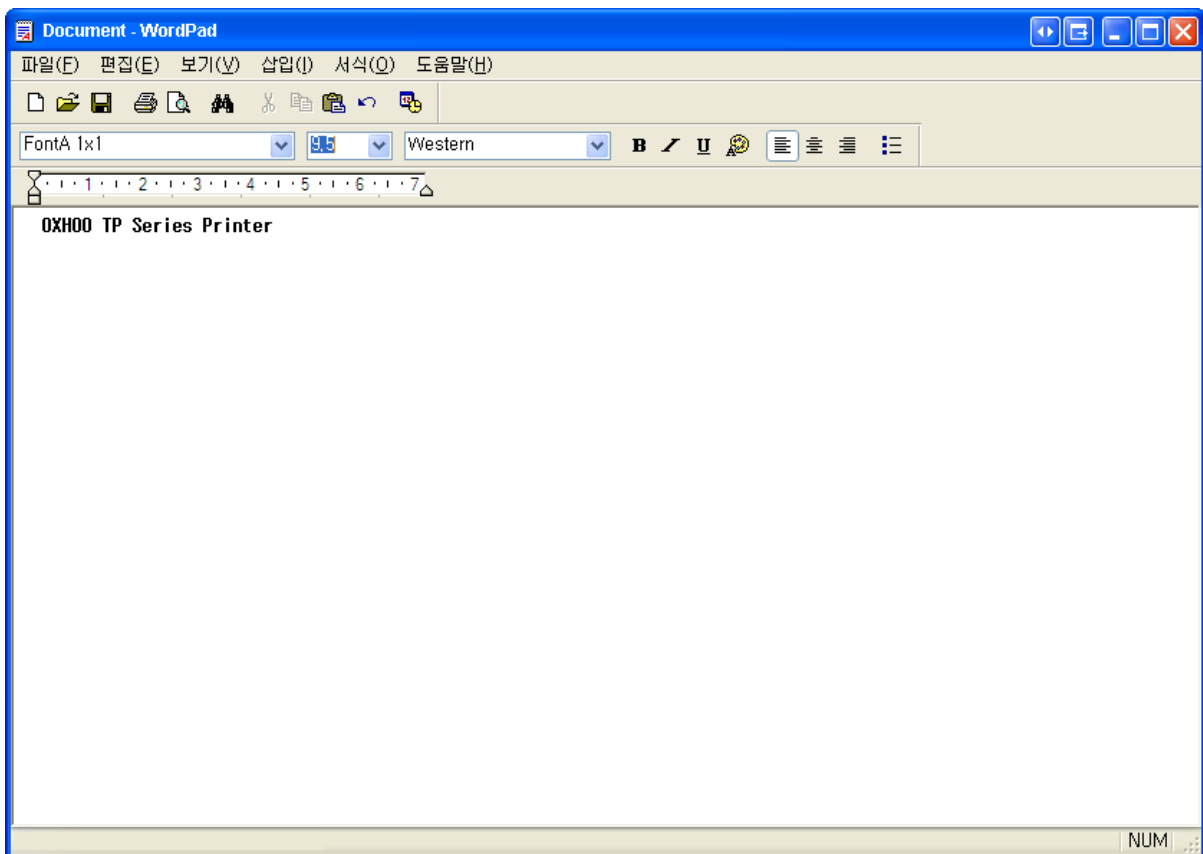 Document - WordPad
파일(F) 편집(E) 보기(V) 삽입(I) 서식(O) 도움말(H)
FontA 1x1 9.5 Western B I U
1 2 3 4 5 6 7
OXHOO TP Series Printer
NUM